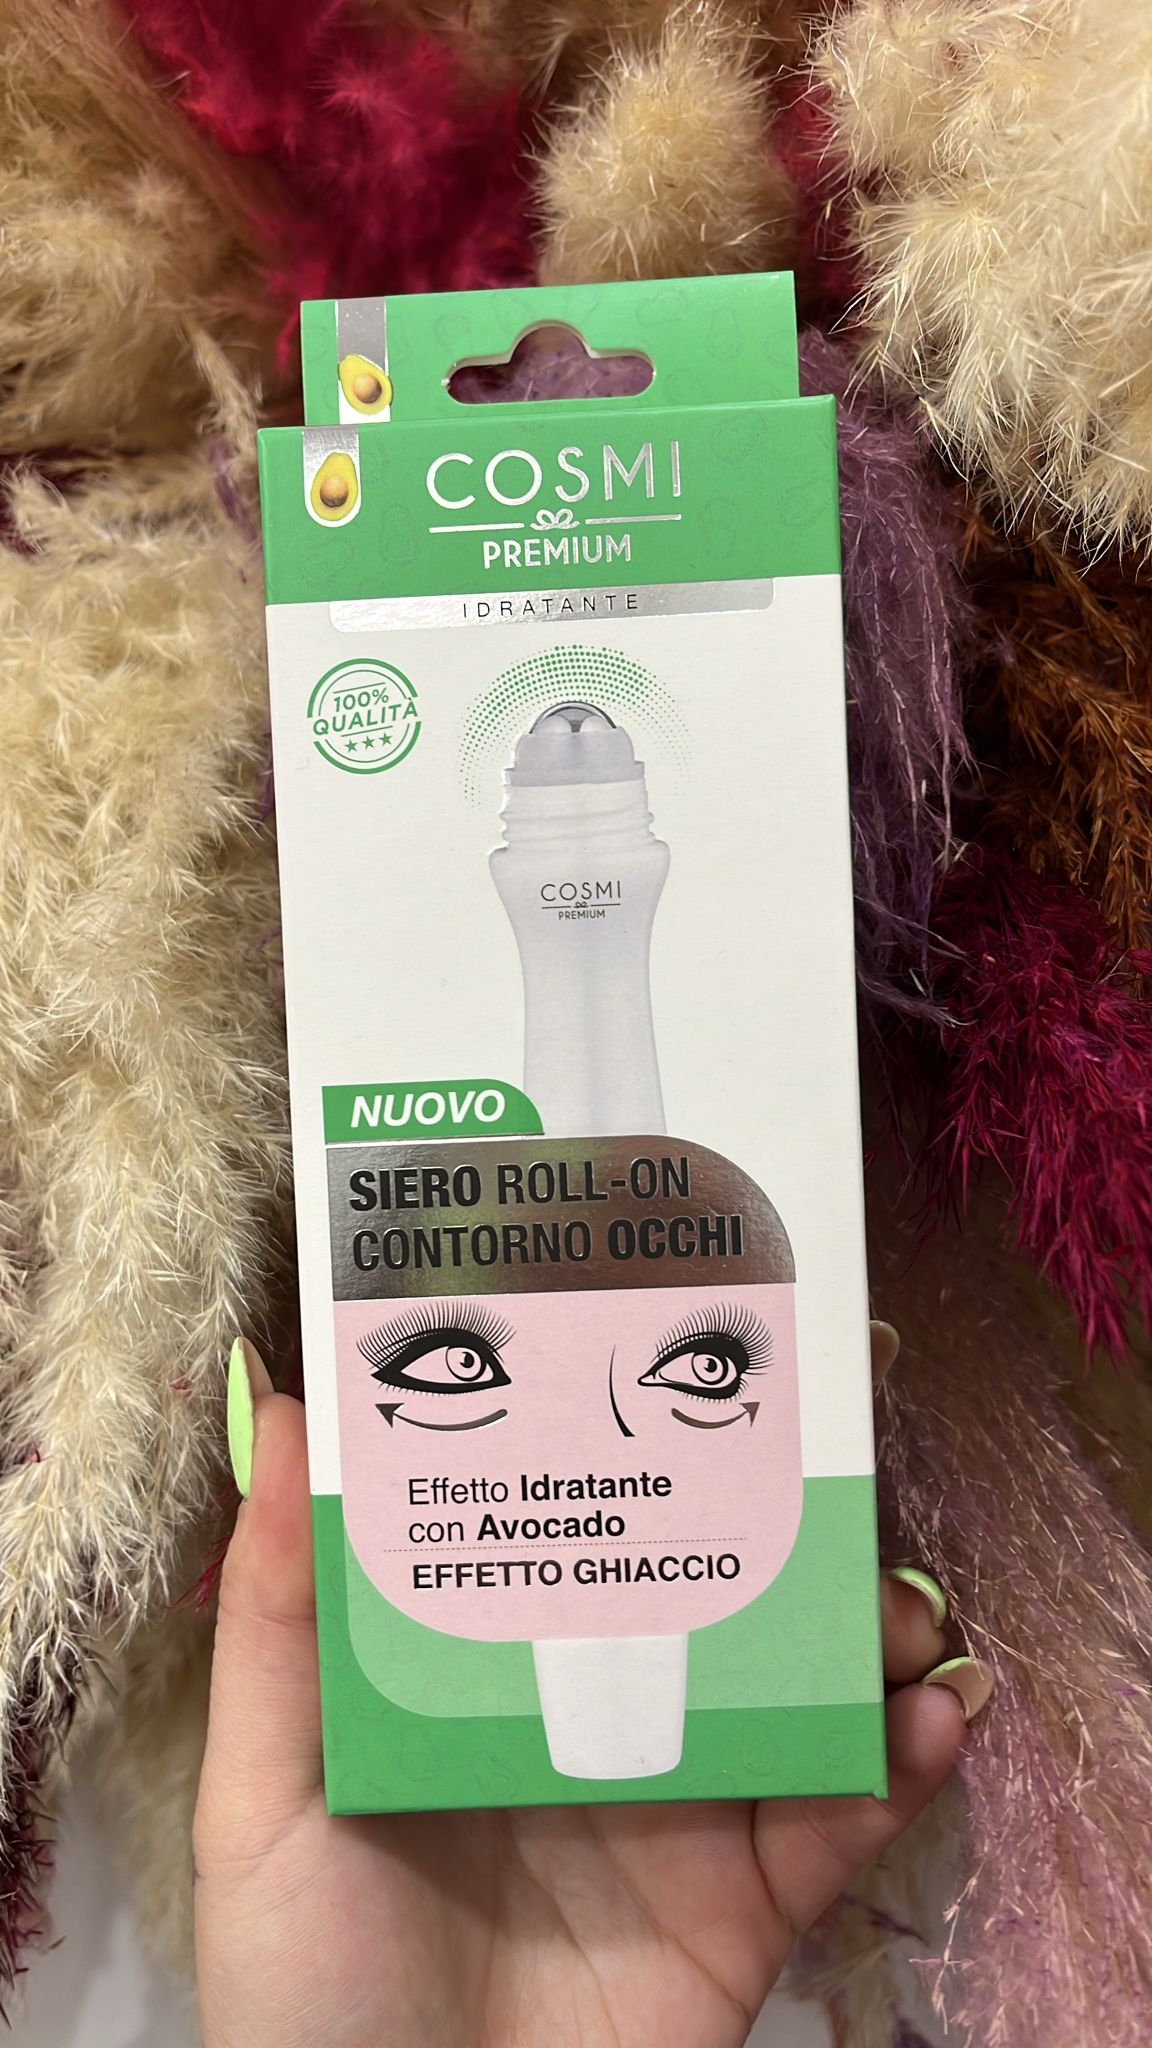 COSMI
PREMIUM
IDRATANTE
100%
QUALITÀ
COSMI
PREMIUM
NUOVO
SIERO ROLL-ON
CONTORNO OCCHI
Effetto Idratante
con Avocado
EFFETTO GHIACCIO